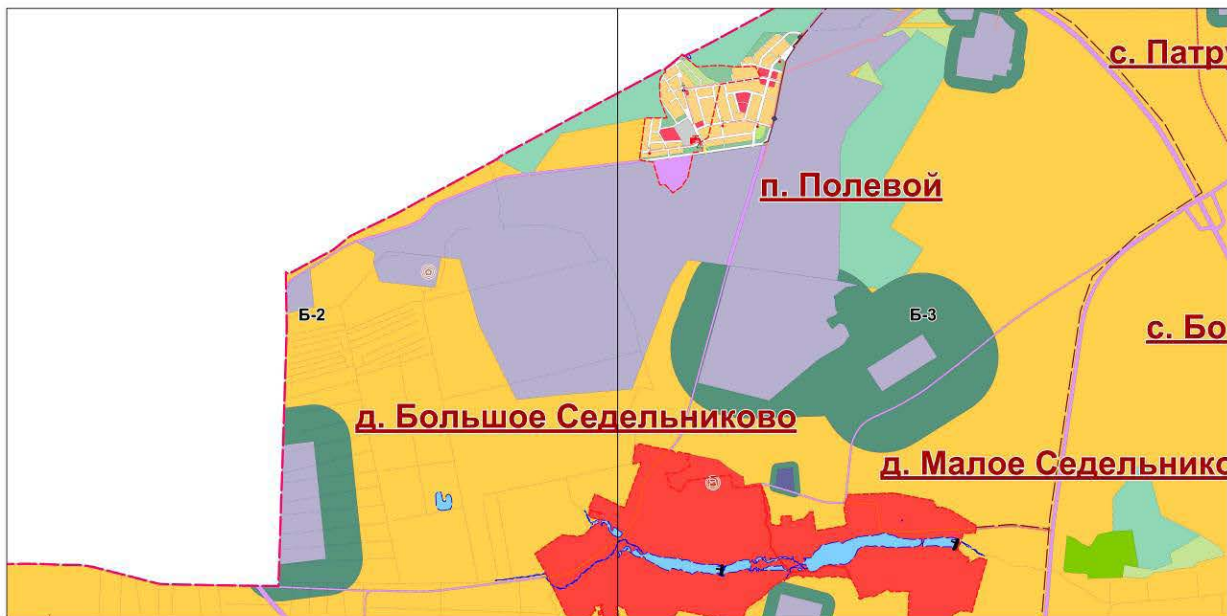 с. Патру
п. Полевой
Б-2
Б-3
с. Бо
д. Большое Седельниково
д. Малое Седельнико